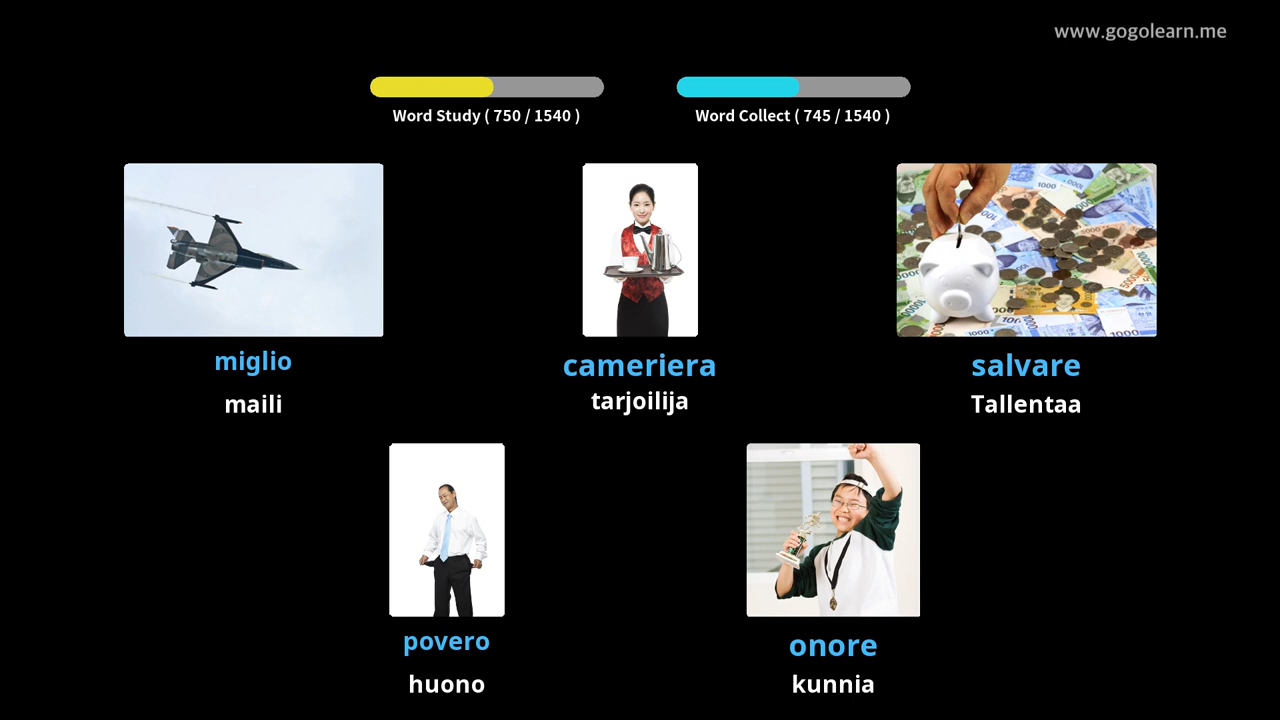 www.gogolearn.me
Word Study ( 750 / 1540 )
Word Collect ( 745 / 1540 )
miglio
maili
cameriera
tarjoilija
salvare
Tallentaa
povero
huono
onore
kunnia